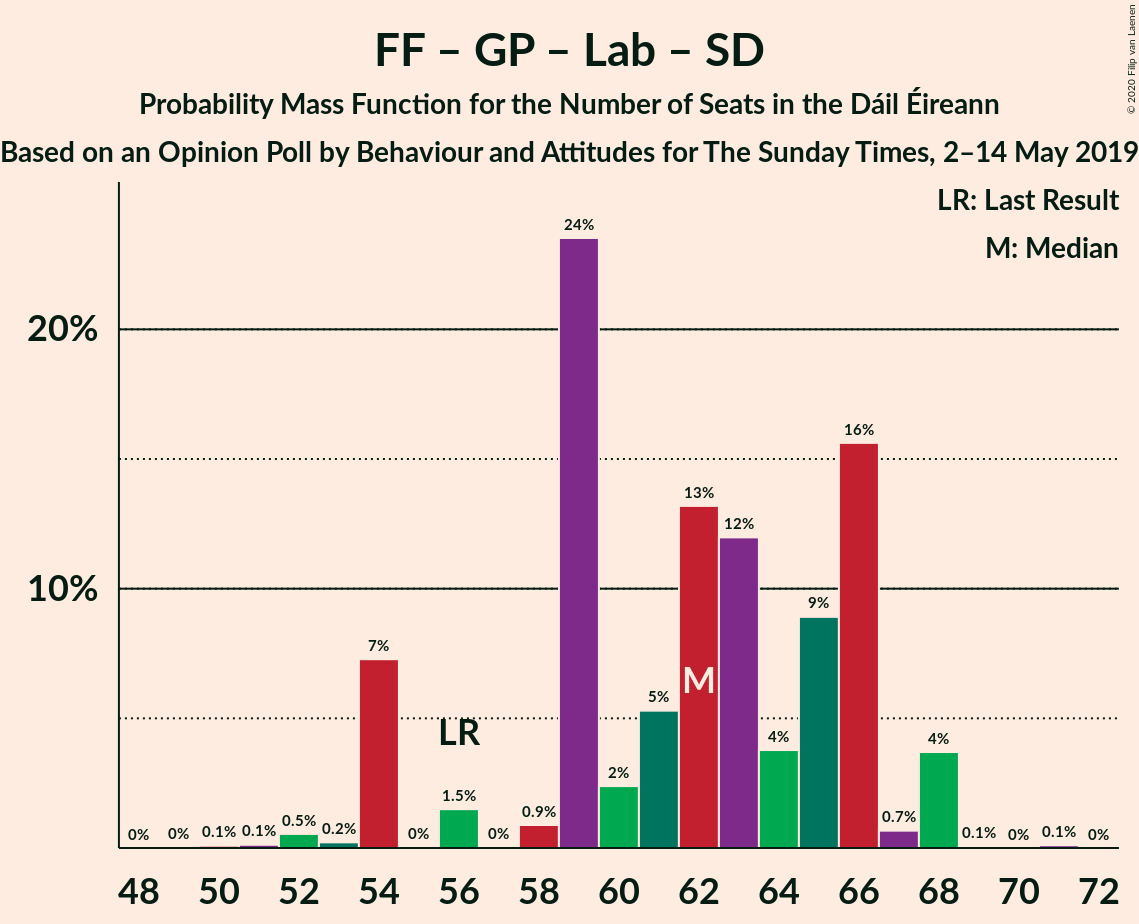 FF – GP – Lab – SD
Probability Mass Function for the Number of Seats in the Dáil Éireann
Based on an Opinion Poll by Behaviour and Attitudes for The Sunday Times, 2–14 May 2019
© 2020 Filip van Laenen
LR: Last Result
M: Median
20%
10%
0% 0% 0.1% 0.1% 0.5% 0.2% 7% 0% 1.5% 0% 0.9% 24% 2% 5% 13% 12% 4% 9% 16% 0.7% 4% 0.1% 0% 0.1% 0%
LR
M
48 50 52 54 56 58 60 62 64 66 68 70 72